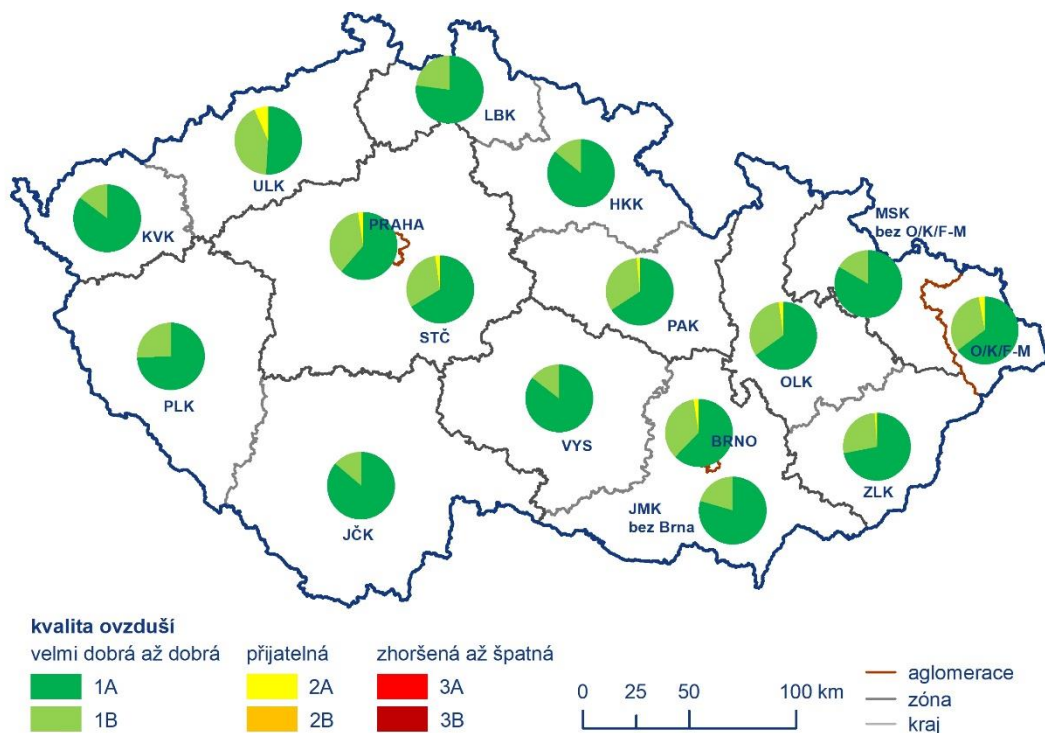 LBK
ULK
HKK
KVK
PRAHA
MSK
bez O/K/F-M
STČ
PAK
OLK
O/K/F-M
PLK
VYS
BRNO
ZLK
JMK
bez Brna
JČK
kvalita ovzduší
velmi dobrá až dobrá
1A
1B
přijatelná
2A
2B
zhoršená až špatná
3A
3B
0 25 50 100 km
aglomerace
zóna
kraj